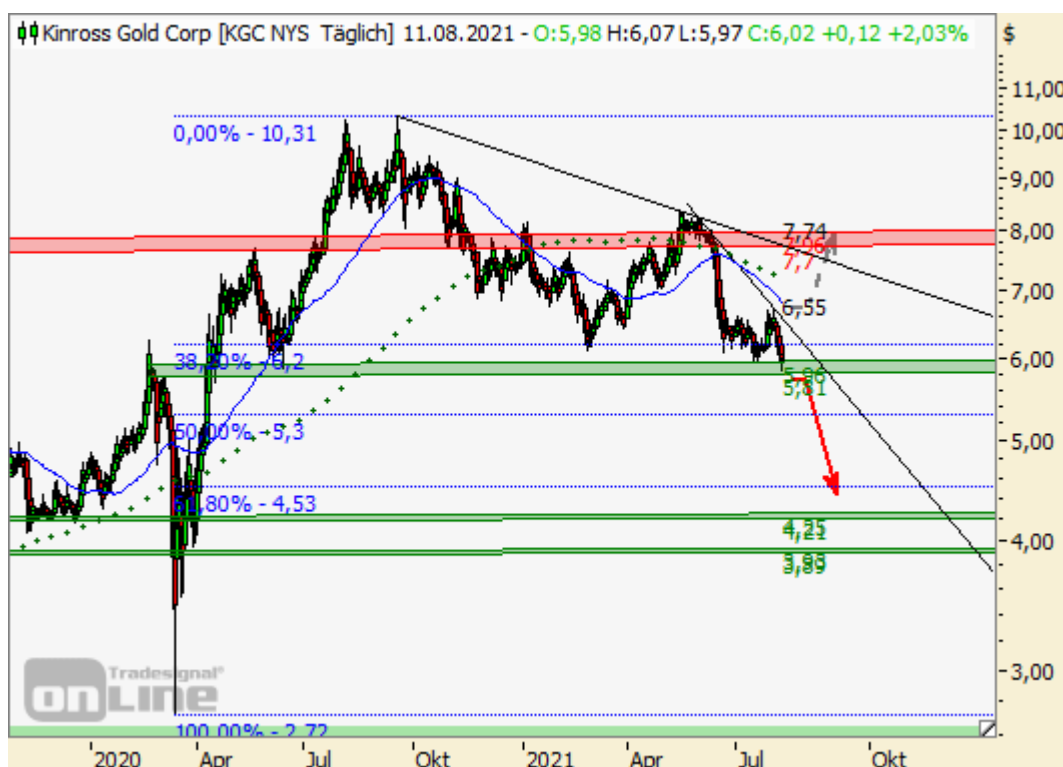 Kinross Gold Corp [KGC NYS Täglich] 11.08.2021 - O:5,98 H:6,07 L:5,97 C:6,02 +0,12 +2,03%
$
11,00
0,00% - 10,31
10,00
9,00
7,74
8,00
7,00
6,55
38,20% - 6,2
6,00
5,81
50,00% - 5,3
5,00
61,80% - 4,53
4,21
4,00
3,89
3,00
Tradesignal®
onLine
100,00% - 2,72
2020
Apr
Jul
Okt
2021
Apr
Jul
Okt